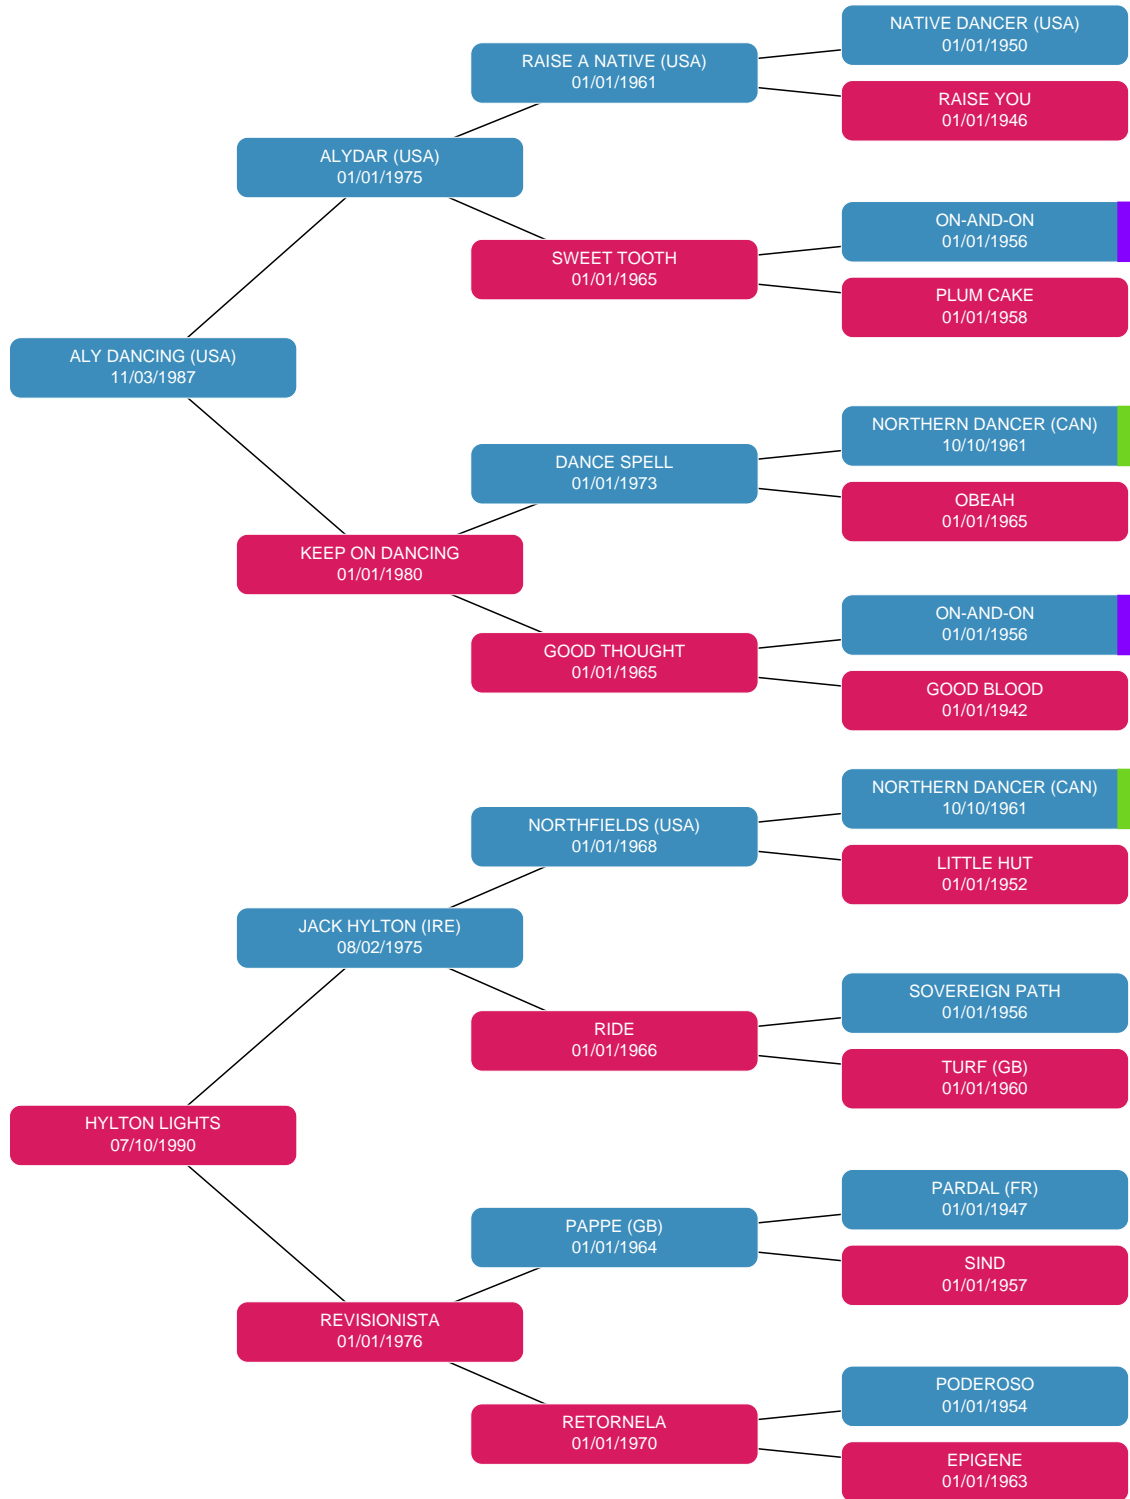 NATIVE DANCER (USA)
01/01/1950
RAISE A NATIVE (USA)
01/01/1961
RAISE YOU
01/01/1946
ALYDAR (USA)
01/01/1975
ON-AND-ON
01/01/1956
SWEET TOOTH
01/01/1965
PLUM CAKE
01/01/1958
ALY DANCING (USA)
11/03/1987
NORTHERN DANCER (CAN)
10/10/1961
DANCE SPELL
01/01/1973
OBEAH
01/01/1965
KEEP ON DANCING
01/01/1980
ON-AND-ON
01/01/1956
GOOD THOUGHT
01/01/1965
GOOD BLOOD
01/01/1942
NORTHERN DANCER (CAN)
10/10/1961
NORTHFIELDS (USA)
01/01/1968
LITTLE HUT
01/01/1952
JACK HYLTON (IRE)
08/02/1975
SOVEREIGN PATH
01/01/1956
RIDE
01/01/1966
TURF (GB)
01/01/1960
HYLTON LIGHTS
07/10/1990
PARDAL (FR)
01/01/1947
PAPPE (GB)
01/01/1964
SIND
01/01/1957
REVISIONISTA
01/01/1976
PODEROSO
01/01/1954
RETORNELA
01/01/1970
EPIGENE
01/01/1963